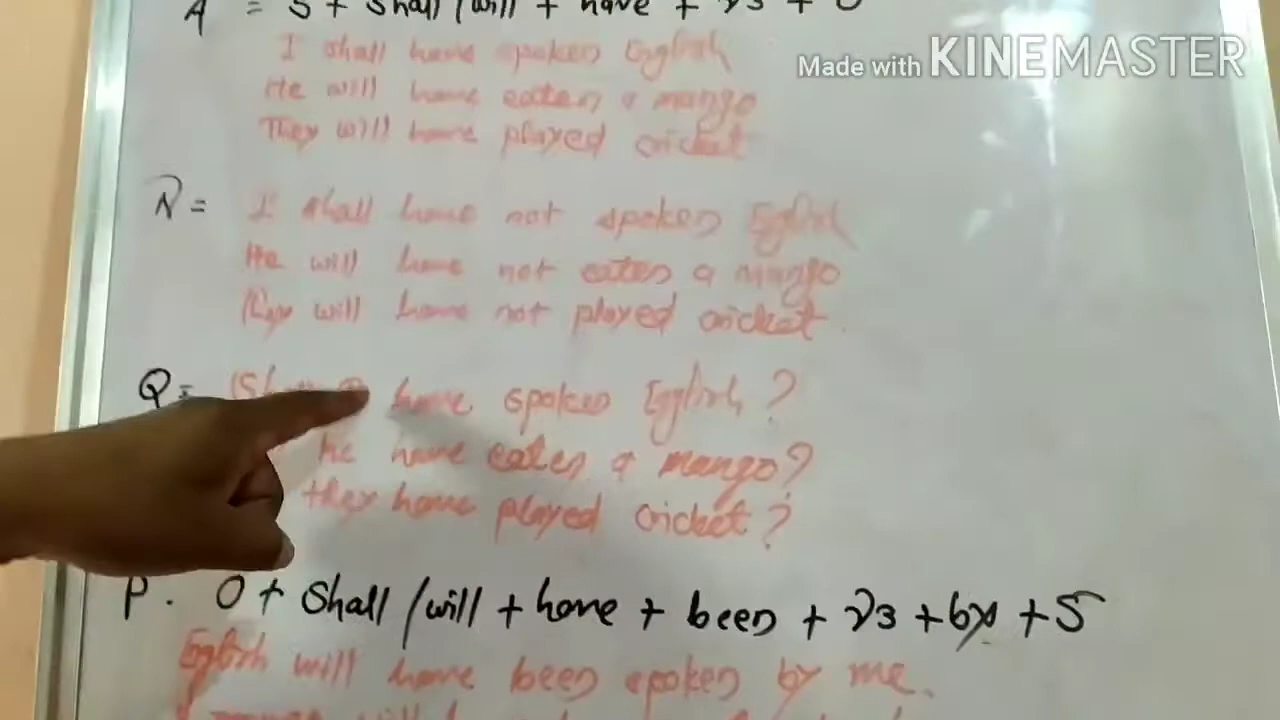 A = S + Shall / will + have + V3 + O
Made with KINEMASTER
I shall have spoken English
He will have eaten a mango
They will have played cricket
N = I shall have not spoken English
He will have not eaten a mango
They will have not played cricket.
Q = have spoken English?
he have eaten a mango?
they have played cricket?
P. O + Shall / will + have + been + V3 + by + S
English will have been spoken by me.